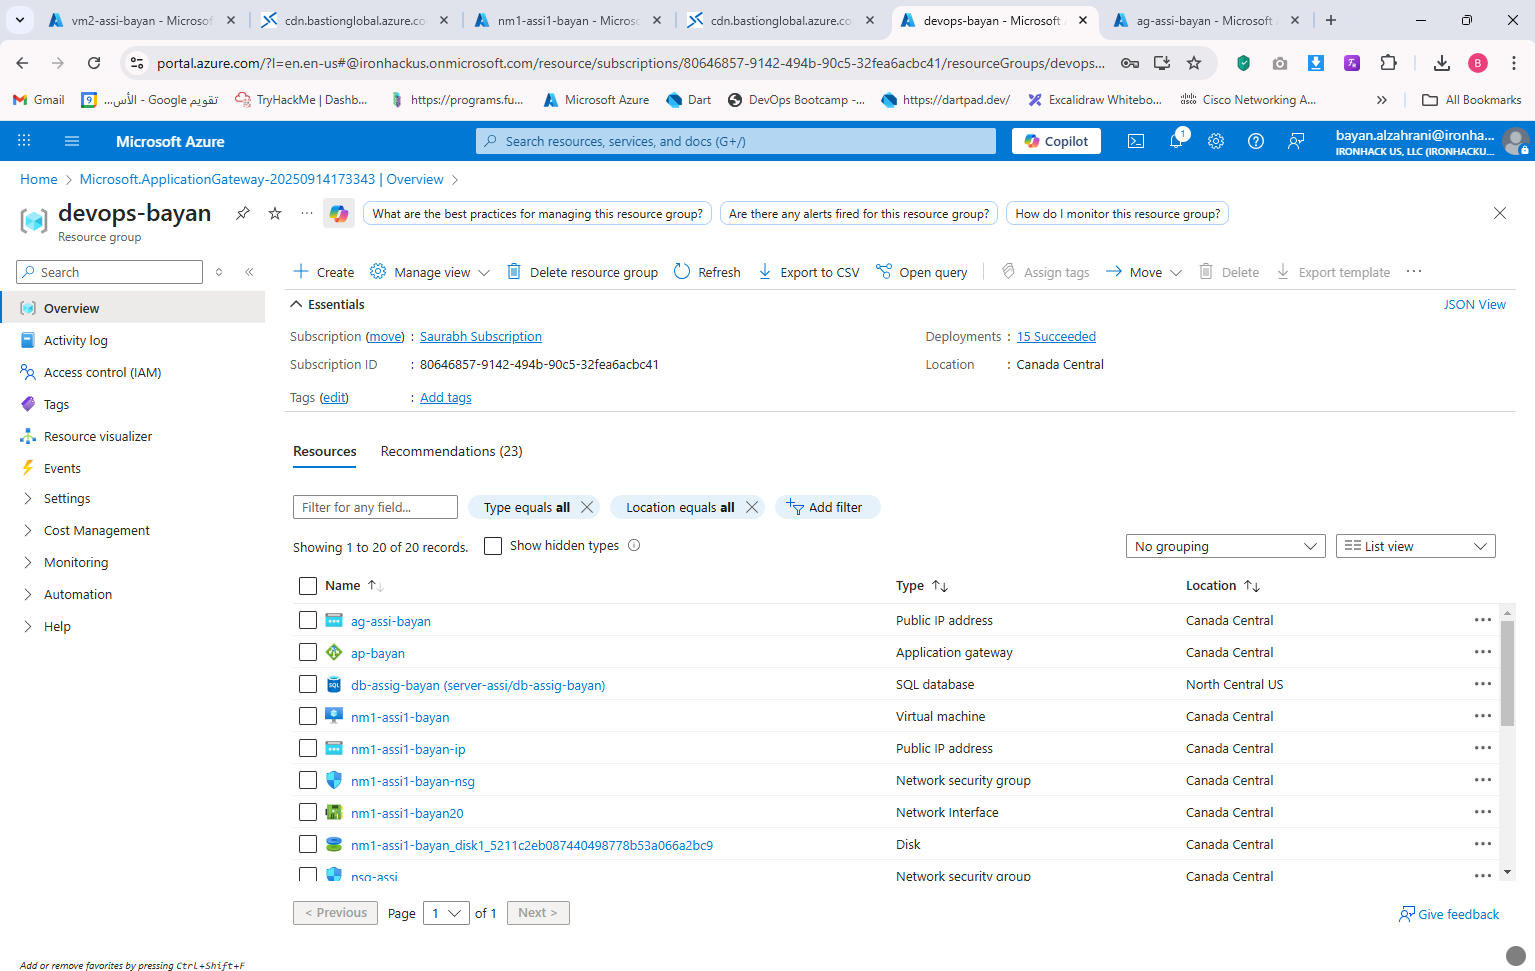 vm2-assi-bayan - Microsoft
cdn.bastionglobal.azure.co
nm1-assi1-bayan - Microso
cdn.bastionglobal.azure.co
devops-bayan - Microsoft A
ag-assi-bayan - Microsoft A
portal.azure.com/?l=en.en-us#@ironhackus.onmicrosoft.com/resource/subscriptions/80646857-9142-494b-90c5-32fea6acbc41/resourceGroups/devops...
B
Gmail
9
تقويم Google - الأس...
TryHackMe | Dashb...
https://programs.fu...
Microsoft Azure
Dart
DevOps Bootcamp -...
https://dartpad.dev/
Excalidraw Whitebo...
Cisco Networking A...
All Bookmarks
Microsoft Azure
Search resources, services, and docs (G+/)
Copilot
1
bayan.alzahrani@ironha...
IRONHACK US, LLC (IRONHACKU...
Home > Microsoft.ApplicationGateway-20250914173343 | Overview >
devops-bayan
Resource group
What are the best practices for managing this resource group?
Are there any alerts fired for this resource group?
How do I monitor this resource group?
Search
Overview
Activity log
Access control (IAM)
Tags
Resource visualizer
Events
Settings
Cost Management
Monitoring
Automation
Help
Create
Manage view
Delete resource group
Refresh
Export to CSV
Open query
Assign tags
Move
Delete
Export template
Essentials
JSON View
Subscription (move) : Saurabh Subscription
Subscription ID : 80646857-9142-494b-90c5-32fea6acbc41
Tags (edit) : Add tags
Deployments : 15 Succeeded
Location : Canada Central
Resources
Recommendations (23)
Filter for any field...
Type equals all
Location equals all
Add filter
Showing 1 to 20 of 20 records.
Show hidden types
No grouping
List view
Name Type Location
ag-assi-bayan Public IP address Canada Central
ap-bayan Application gateway Canada Central
SQL db-assig-bayan (server-assi/db-assig-bayan) SQL database North Central US
nm1-assi1-bayan Virtual machine Canada Central
nm1-assi1-bayan-ip Public IP address Canada Central
nm1-assi1-bayan-nsg Network security group Canada Central
nm1-assi1-bayan20 Network Interface Canada Central
nm1-assi1-bayan_disk1_5211c2eb087440498778b53a066a2bc9 Disk Canada Central
nsg-assi Network security group Canada Central
< Previous Page 1 of 1 Next >
Give feedback
Add or remove favorites by pressing Ctrl+Shift+F